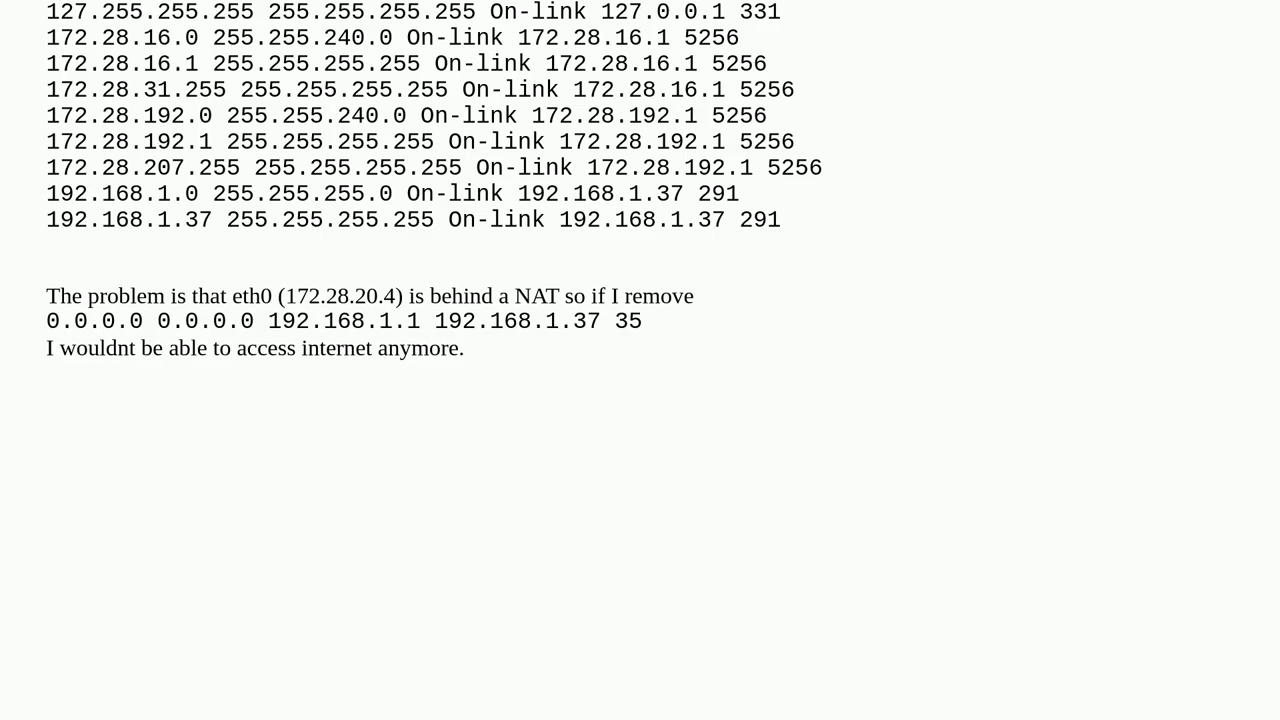 127.255.255.255 255.255.255.255 On-link 127.0.0.1 331
172.28.16.0 255.255.240.0 On-link 172.28.16.1 5256
172.28.16.1 255.255.255.255 On-link 172.28.16.1 5256
172.28.31.255 255.255.255.255 On-link 172.28.16.1 5256
172.28.192.0 255.255.240.0 On-link 172.28.192.1 5256
172.28.192.1 255.255.255.255 On-link 172.28.192.1 5256
172.28.207.255 255.255.255.255 On-link 172.28.192.1 5256
192.168.1.0 255.255.255.0 On-link 192.168.1.37 291
192.168.1.37 255.255.255.255 On-link 192.168.1.37 291
The problem is that eth0 (172.28.20.4) is behind a NAT so if I remove
0.0.0.0 0.0.0.0 192.168.1.1 192.168.1.37 35
I wouldnt be able to access internet anymore.